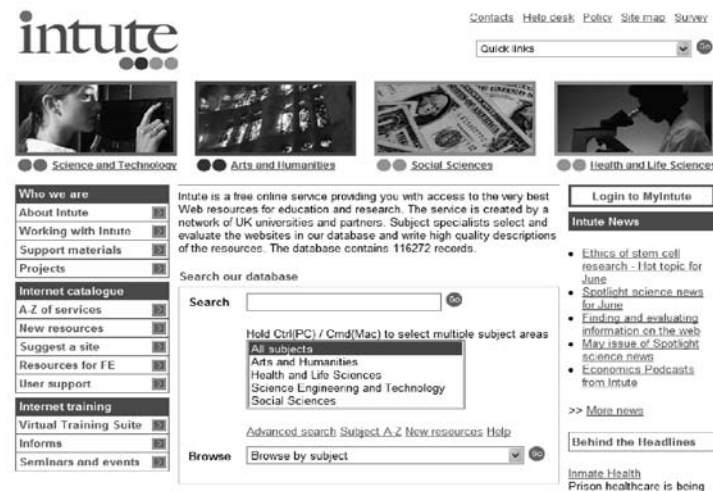 intute
Contacts Help desk Policy Site map Survey
Quick links
Go
Science and Technology
Arts and Humanities
Social Sciences
Health and Life Sciences
Who we are
About Intute
Working with Intute
Support materials
Projects
Internet catalogue
A-Z of services
New resources
Suggest a site
Resources for FE
User support
Internet training
Virtual Training Suite
Informs
Seminars and events
Intute is a free online service providing you with access to the very best
Web resources for education and research. The service is created by a
network of UK universities and partners. Subject specialists select and
evaluate the websites in our database and write high quality descriptions
of the resources. The database contains 116272 records.
Search our database
Search
Go
Hold Ctrl(PC) / Cmd(Mac) to select multiple subject areas
All subjects
Arts and Humanities
Health and Life Sciences
Science Engineering and Technology
Social Sciences
Advanced search Subject A-Z New resources Help
Browse
Browse by subject
Go
Login to MyIntute
Intute News
Ethics of stem cell
research - Hot topic for
June
Spotlight science news
for June
Finding and evaluating
information on the web
May issue of Spotlight
science news
Economics Podcasts
from Intute
>> More news
Behind the Headlines
Inmate Health
Prison healthcare is being